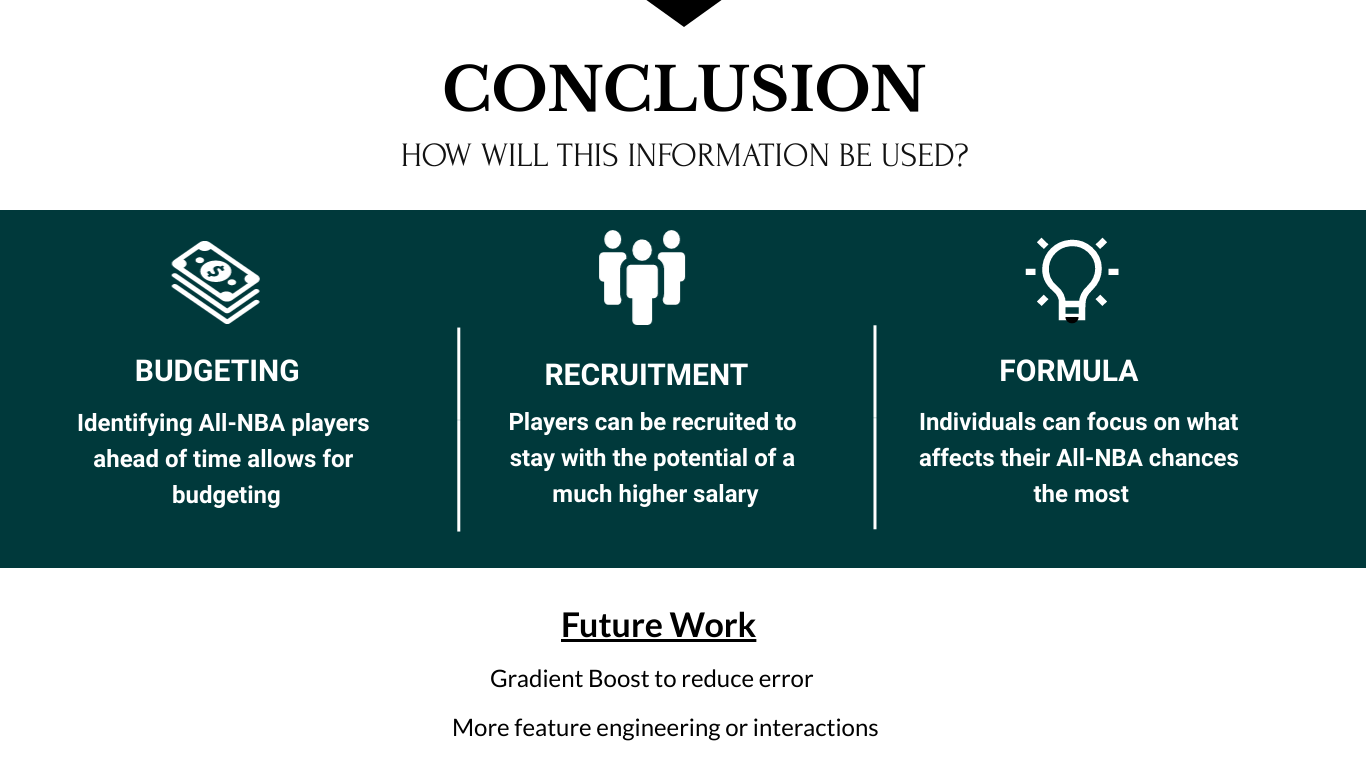 CONCLUSION
HOW WILL THIS INFORMATION BE USED?
BUDGETING
Identifying All-NBA players
ahead of time allows for
budgeting
RECRUITMENT
Players can be recruited to
stay with the potential of a
much higher salary
FORMULA
Individuals can focus on what
affects their All-NBA chances
the most
Future Work
Gradient Boost to reduce error
More feature engineering or interactions